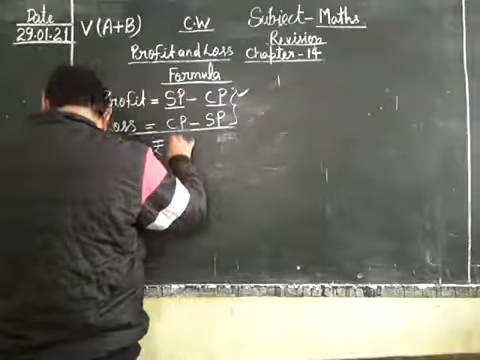 Date V (A+B) C.W Subject- Maths
29.01.21 Revision
Profit and Loss Chapter-14
Formula
Profit = SP - CP } ✓
Loss = CP - SP }
₹